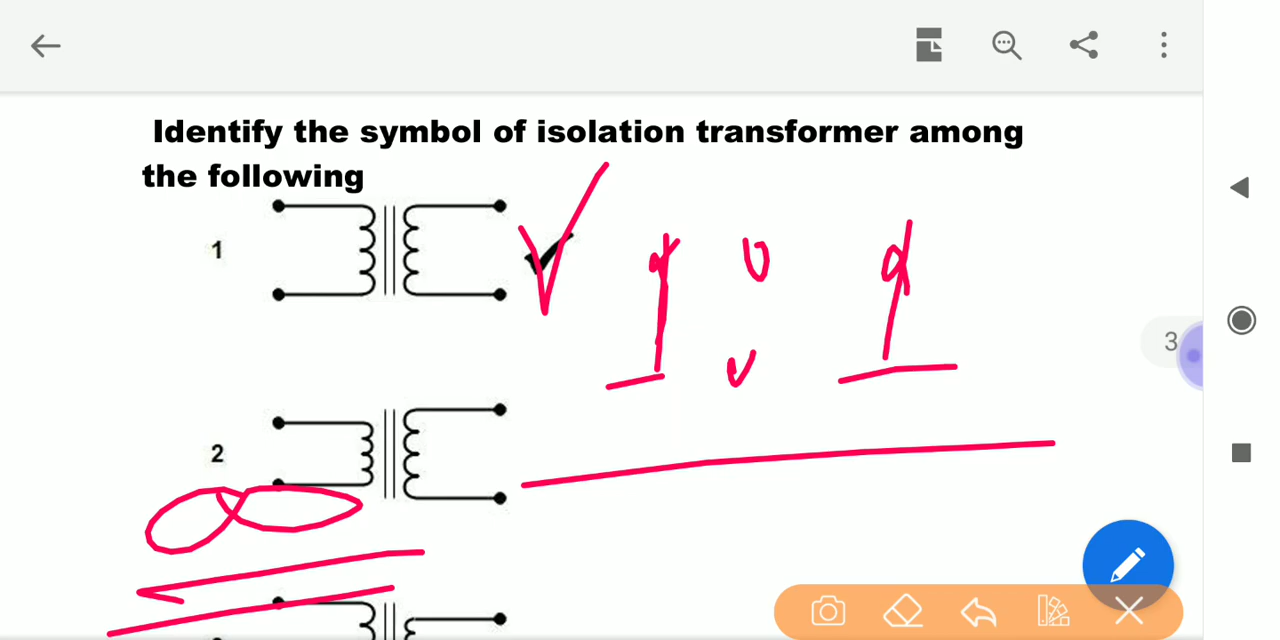 Identify the symbol of isolation transformer among
the following
1
1 : 1
3
2